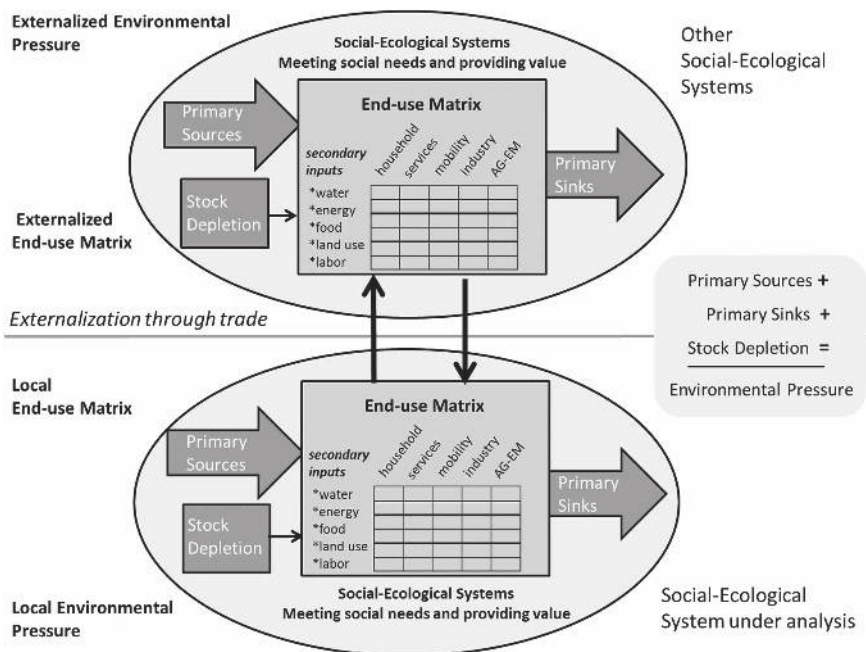 Externalized Environmental
Pressure
Social-Ecological Systems
Meeting social needs and providing value
Other
Social-Ecological
Systems
Primary
Sources
End-use Matrix
secondary
inputs
household
services
mobility
industry
AG-EM
*water
*energy
*food
*land use
*labor
Primary
Sinks
Stock
Depletion
Externalized
End-use Matrix
Externalization through trade
Primary Sources +
Primary Sinks +
Stock Depletion =
Environmental Pressure
Local
End-use Matrix
Primary
Sources
End-use Matrix
secondary
inputs
household
services
mobility
industry
AG-EM
*water
*energy
*food
*land use
*labor
Primary
Sinks
Stock
Depletion
Social-Ecological Systems
Meeting social needs and providing value
Local Environmental
Pressure
Social-Ecological
System under analysis